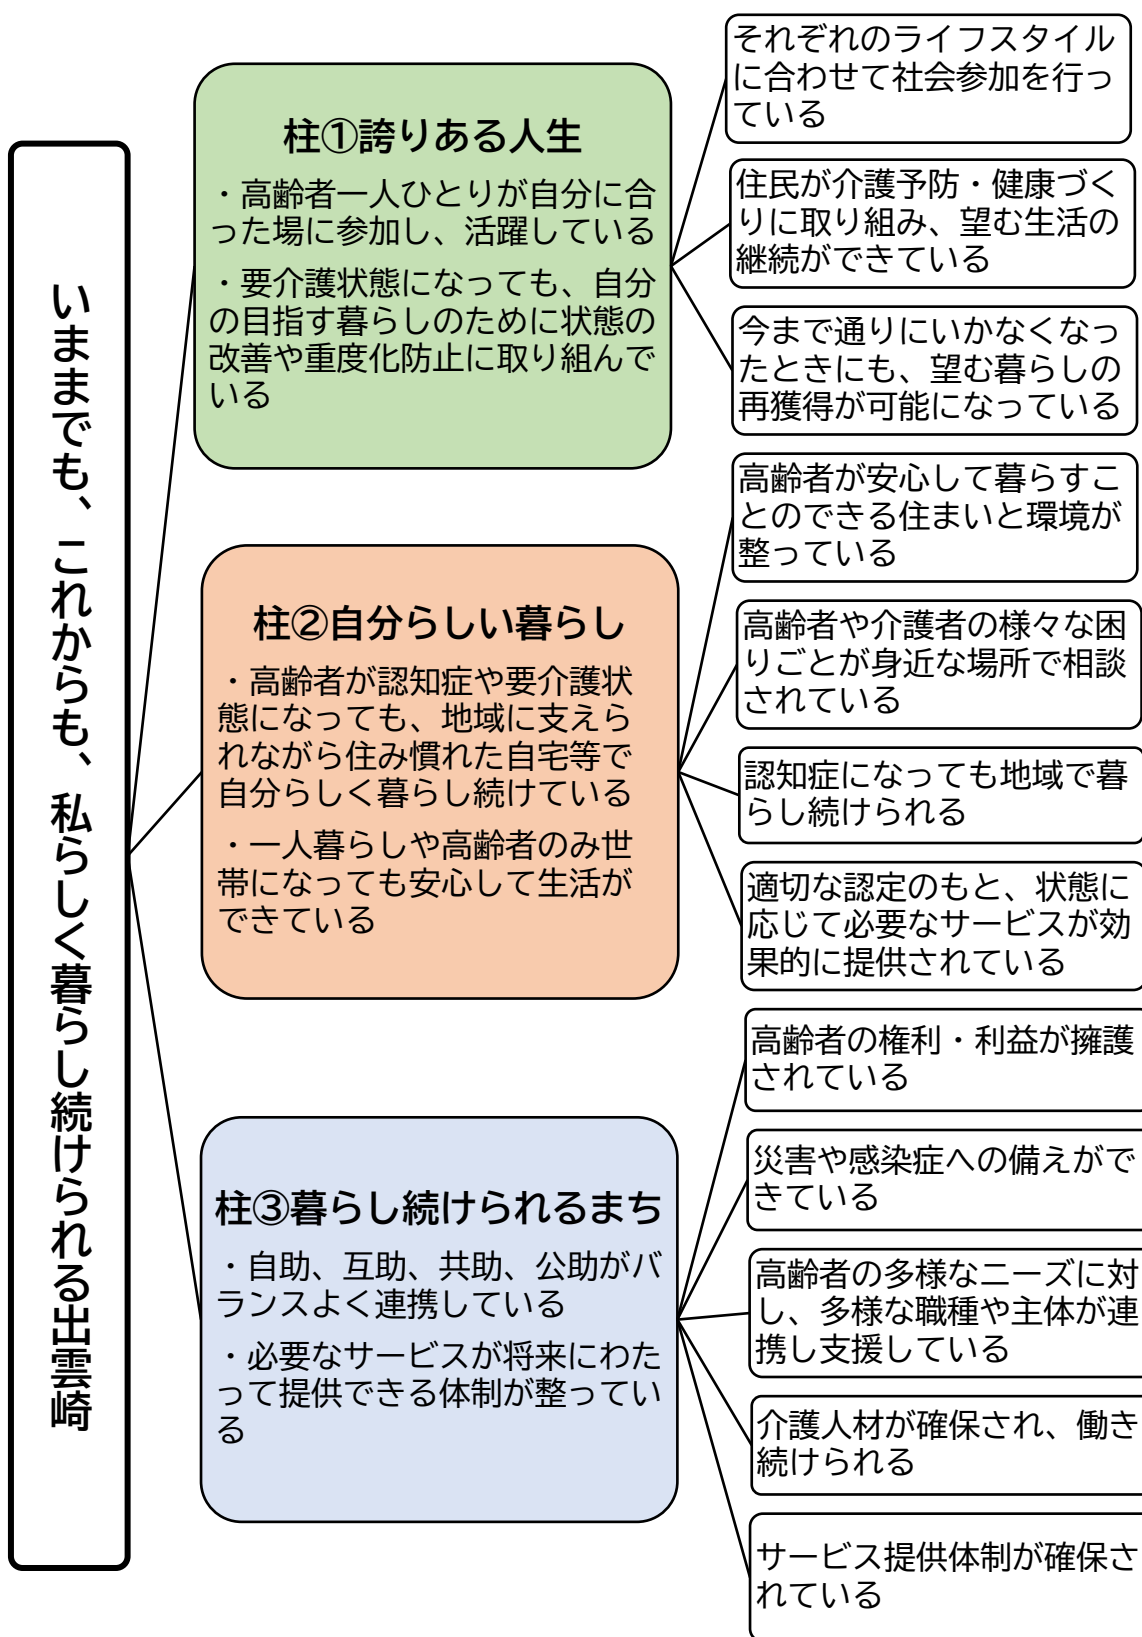 いままでも、これからも、私らしく暮らし続けられる出雲崎
柱①誇りある人生
・高齢者一人ひとりが自分に合
った場に参加し、活躍している
・要介護状態になっても、自分
の目指す暮らしのために状態の
改善や重度化防止に取り組んで
いる
それぞれのライフスタイル
に合わせて社会参加を行っ
ている
住民が介護予防・健康づく
りに取り組み、望む生活の
継続ができている
今まで通りにいかなくなっ
たときにも、望む暮らしの
再獲得が可能になっている
柱②自分らしい暮らし
・高齢者が認知症や要介護状
態になっても、地域に支えら
れながら住み慣れた自宅等で
自分らしく暮らし続けている
・一人暮らしや高齢者のみ世
帯になっても安心して生活が
できている
高齢者が安心して暮らすこ
とのできる住まいと環境が
整っている
高齢者や介護者の様々な困
りごとが身近な場所で相談
されている
認知症になっても地域で暮
らし続けられる
適切な認定のもと、状態に
応じて必要なサービスが効
果的に提供されている
柱③暮らし続けられるまち
・自助、互助、共助、公助がバ
ランスよく連携している
・必要なサービスが将来にわた
って提供できる体制が整ってい
る
高齢者の権利・利益が擁護
されている
災害や感染症への備えがで
きている
高齢者の多様なニーズに対
し、多様な職種や主体が連
携し支援している
介護人材が確保され、働き
続けられる
サービス提供体制が確保さ
れている